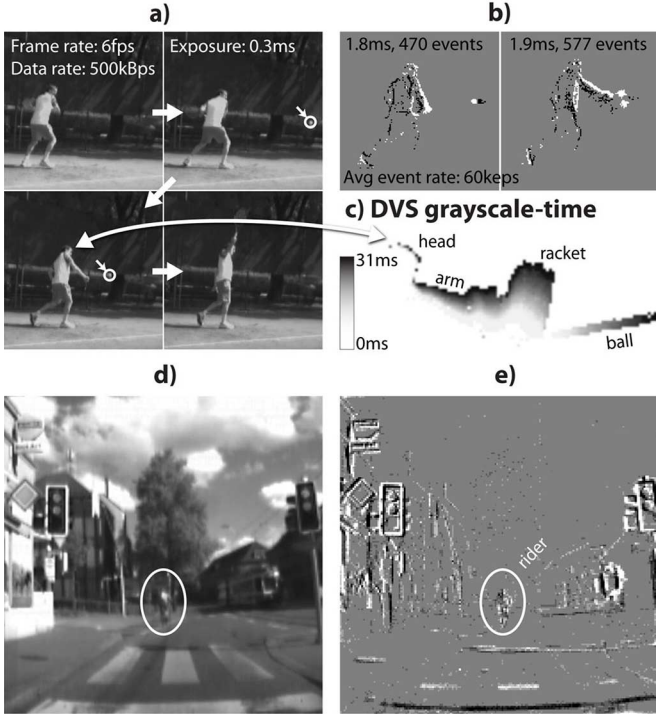 a)
Frame rate: 6fps
Data rate: 500kBps
Exposure: 0.3ms
b)
1.8ms, 470 events
1.9ms, 577 events
Avg event rate: 60keps
c) DVS grayscale-time
31ms
0ms
head
arm
racket
ball
d)
e)
rider